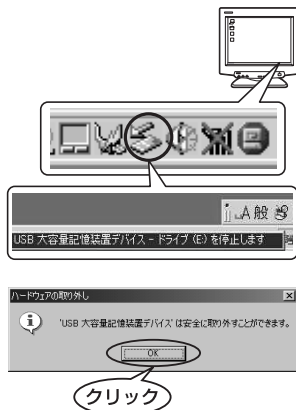 A般
USB 大容量記憶装置デバイス - ドライブ (E:) を停止します
ハードウェアの取り外し
'USB 大容量記憶装置デバイス' は安全に取り外すことができます。
OK
クリック